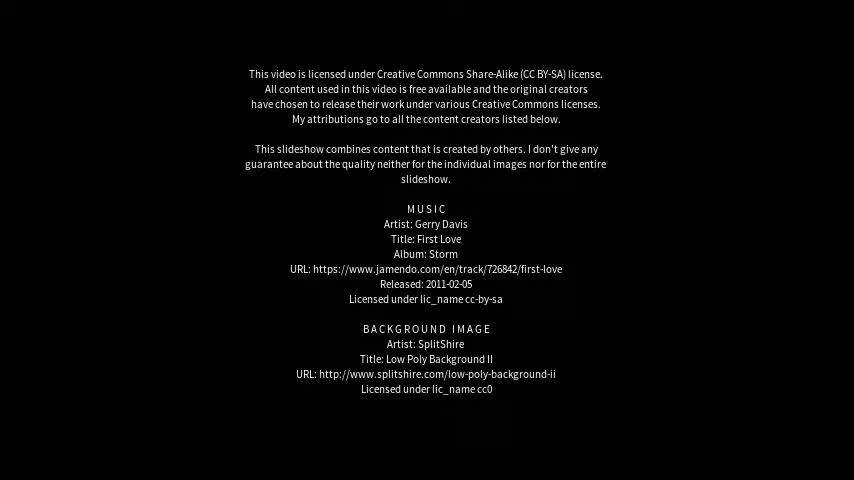 This video is licensed under Creative Commons Share-Alike (CC BY-SA) license.
All content used in this video is free available and the original creators
have chosen to release their work under various Creative Commons licenses.
My attributions go to all the content creators listed below.
This slideshow combines content that is created by others. I don't give any
guarantee about the quality neither for the individual images nor for the entire
slideshow.
MUSIC
Artist: Gerry Davis
Title: First Love
Album: Storm
URL: https://www.jamendo.com/en/track/726842/first-love
Released: 2011-02-05
Licensed under lic_name cc-by-sa
BACKGROUND IMAGE
Artist: SplitShire
Title: Low Poly Background II
URL: http://www.splitshire.com/low-poly-background-ii
Licensed under lic_name cc0